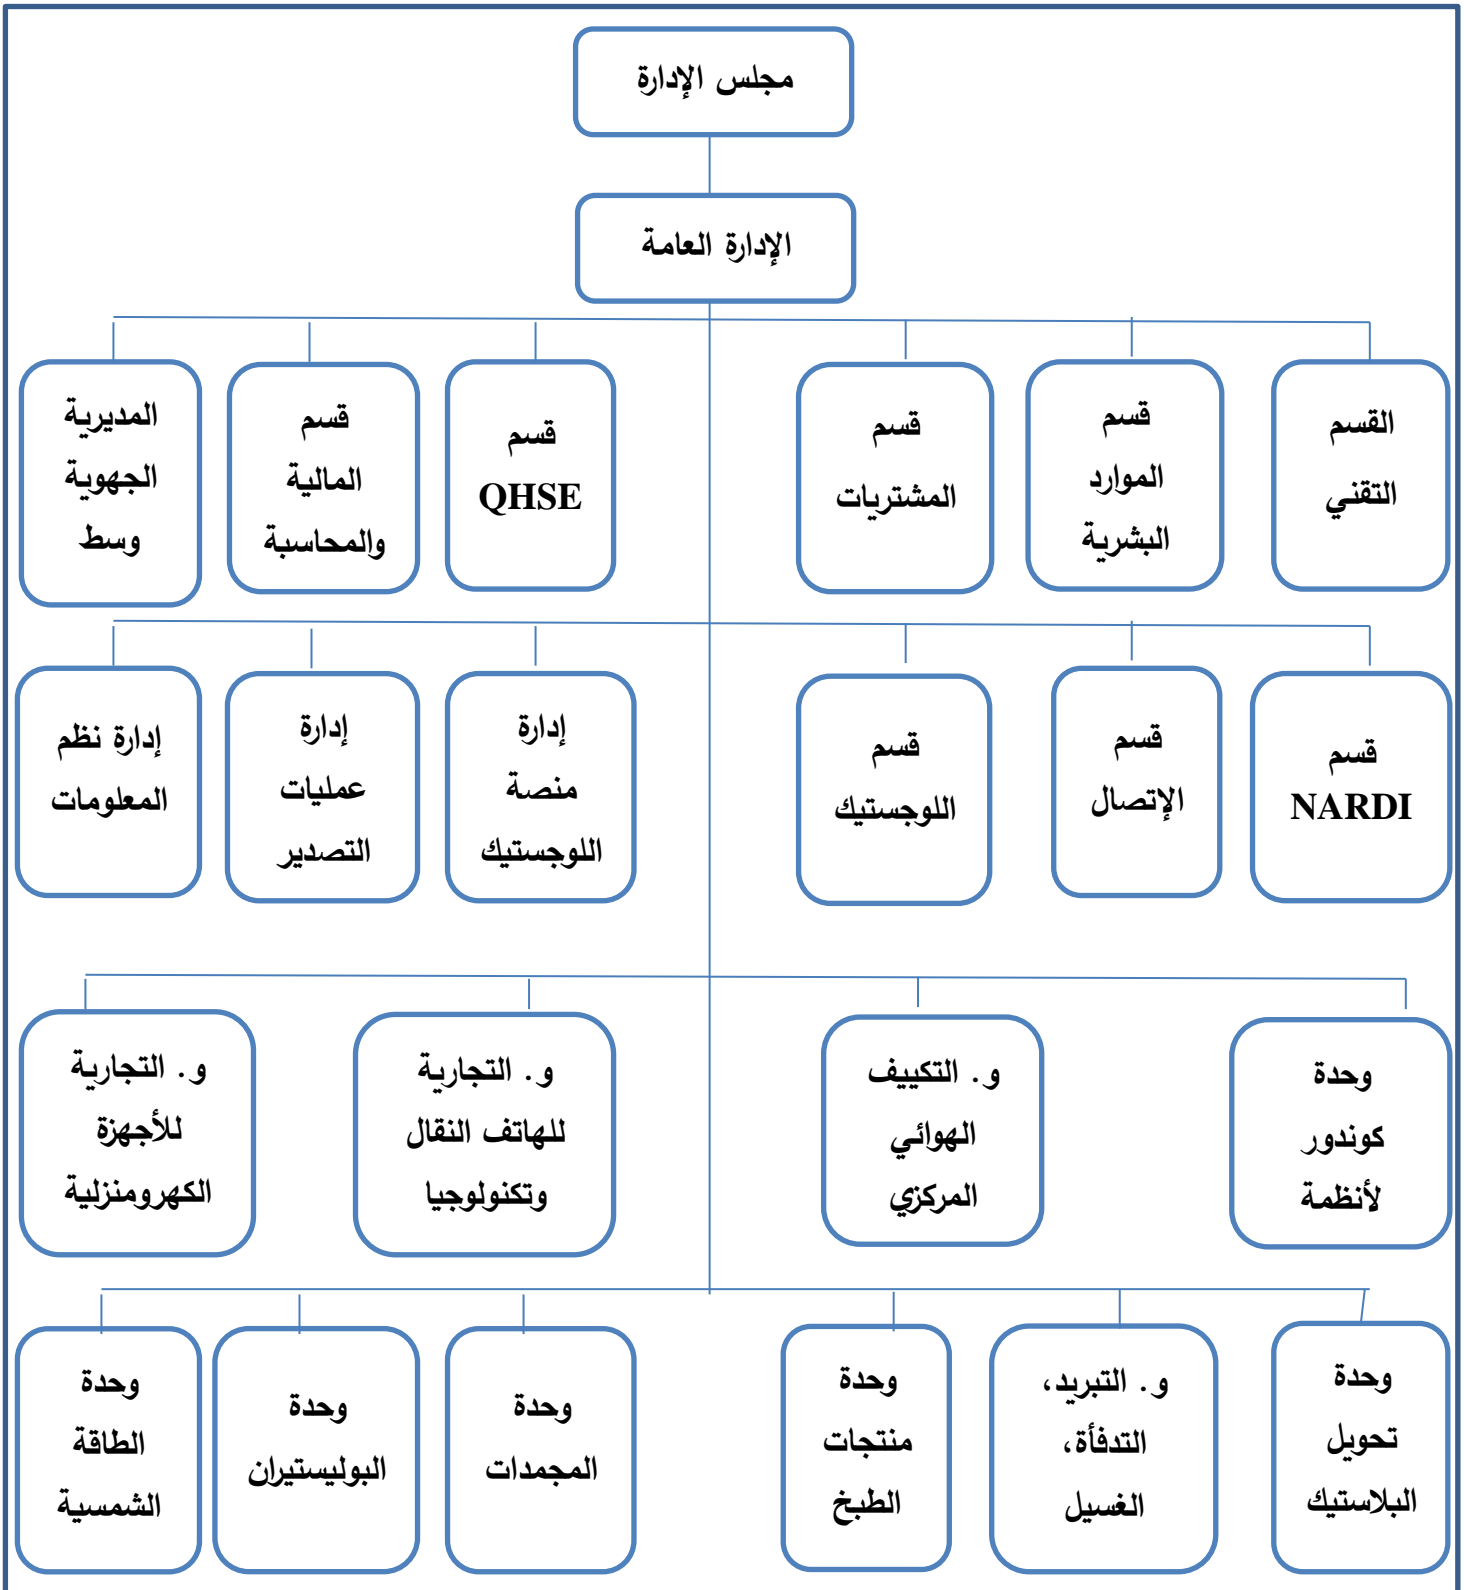 مجلس الإدارة
الإدارة العامة
القسم
التقني
قسم
الموارد
البشرية
قسم
المشتريات
قسم
QHSE
قسم
المالية
والمحاسبة
المديرية
الجهوية
وسط
قسم
NARDI
قسم
الإتصال
قسم
اللوجستيك
إدارة
منصة
اللوجستيك
إدارة
عمليات
التصدير
إدارة نظم
المعلومات
وحدة
كوندور
لأنظمة
و. التكييف
الهوائي
المركزي
و. التجارية
للهاتف النقال
وتكنولوجيا
و. التجارية
للأجهزة
الكهرومنزلية
وحدة
تحويل
البلاستيك
و. التبريد،
التدفأة،
الغسيل
وحدة
منتجات
الطبخ
وحدة
المجمدات
وحدة
البوليستيران
وحدة
الطاقة
الشمسية